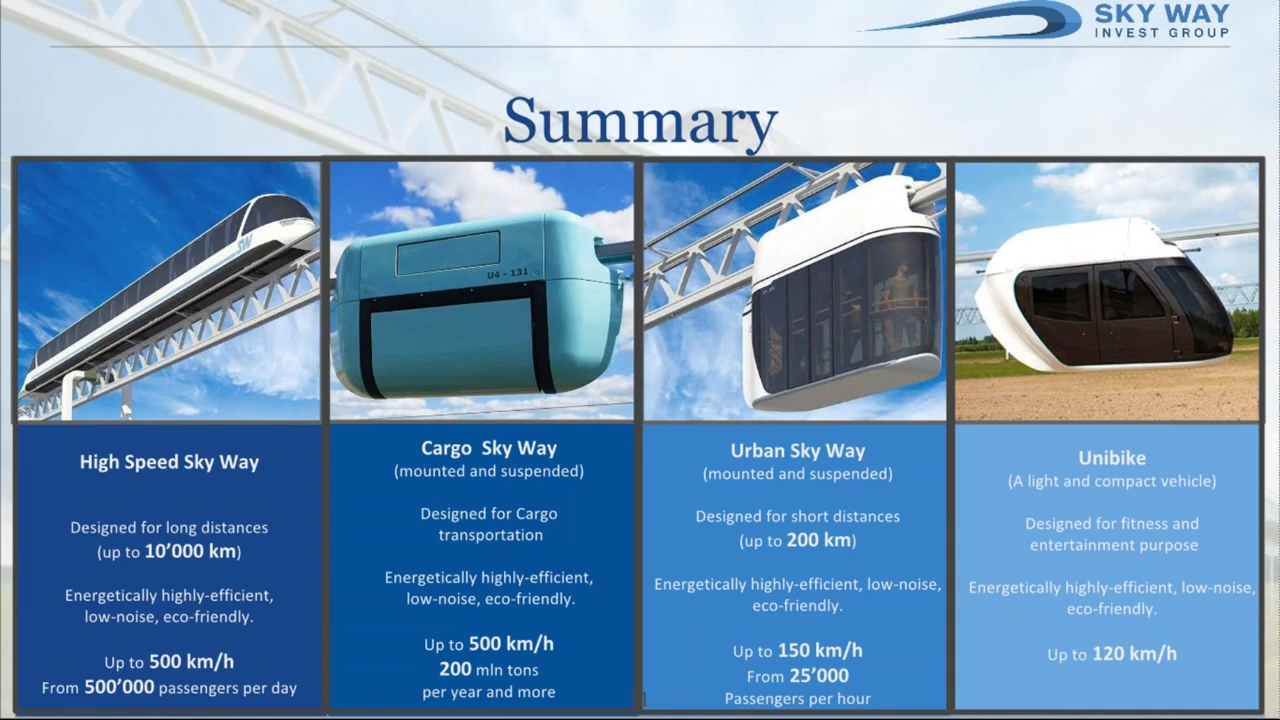 SKY WAY
INVEST GROUP
Summary
SW
U4 - 131
High Speed Sky Way
Designed for long distances
(up to 10’000 km)
Energetically highly-efficient,
low-noise, eco-friendly.
Up to 500 km/h
From 500’000 passengers per day
Cargo Sky Way
(mounted and suspended)
Designed for Cargo
transportation
Energetically highly-efficient,
low-noise, eco-friendly.
Up to 500 km/h
200 mln tons
per year and more
Urban Sky Way
(mounted and suspended)
Designed for short distances
(up to 200 km)
Energetically highly-efficient, low-noise,
eco-friendly.
Up to 150 km/h
From 25’000
Passengers per hour
Unibike
(A light and compact vehicle)
Designed for fitness and
entertainment purpose
Energetically highly-efficient, low-noise,
eco-friendly.
Up to 120 km/h